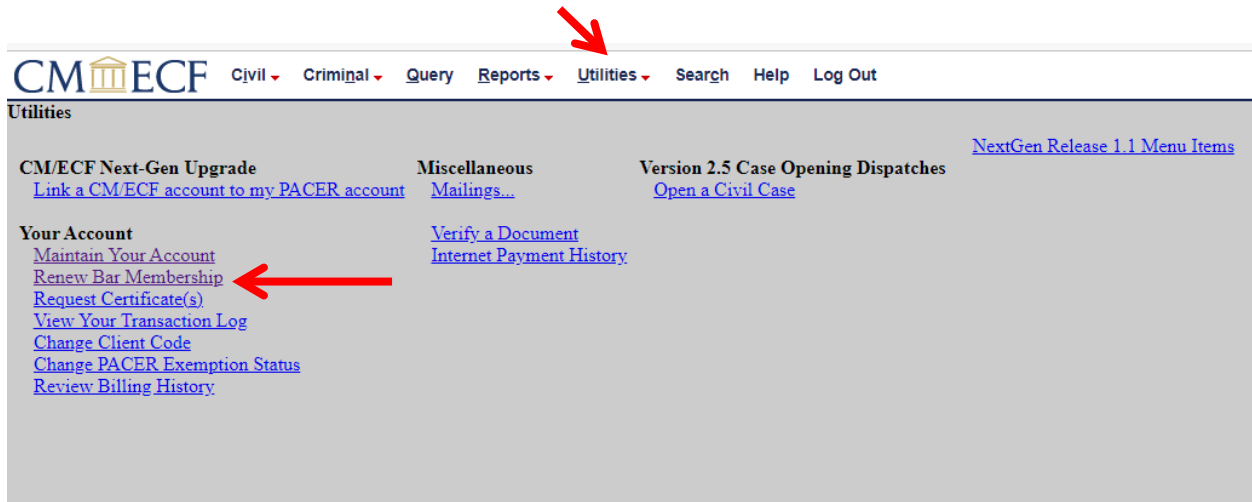 CM ECF Civil Criminal Query Reports Utilities Search Help Log Out
Utilities
NextGen Release 1.1 Menu Items
CM/ECF Next-Gen Upgrade
Link a CM/ECF account to my PACER account
Miscellaneous
Mailings...
Version 2.5 Case Opening Dispatches
Open a Civil Case
Your Account
Maintain Your Account
Renew Bar Membership
Request Certificate(s)
View Your Transaction Log
Change Client Code
Change PACER Exemption Status
Review Billing History
Verify a Document
Internet Payment History